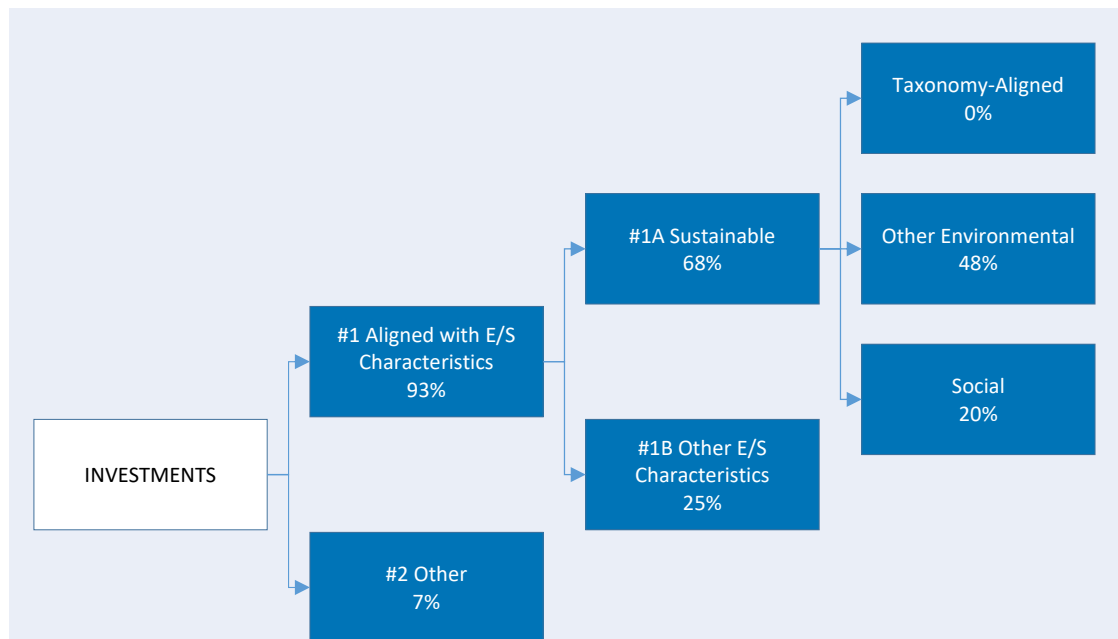 INVESTMENTS
#1 Aligned with E/S
Characteristics
93%
#2 Other
7%
#1A Sustainable
68%
#1B Other E/S
Characteristics
25%
Taxonomy-Aligned
0%
Other Environmental
48%
Social
20%